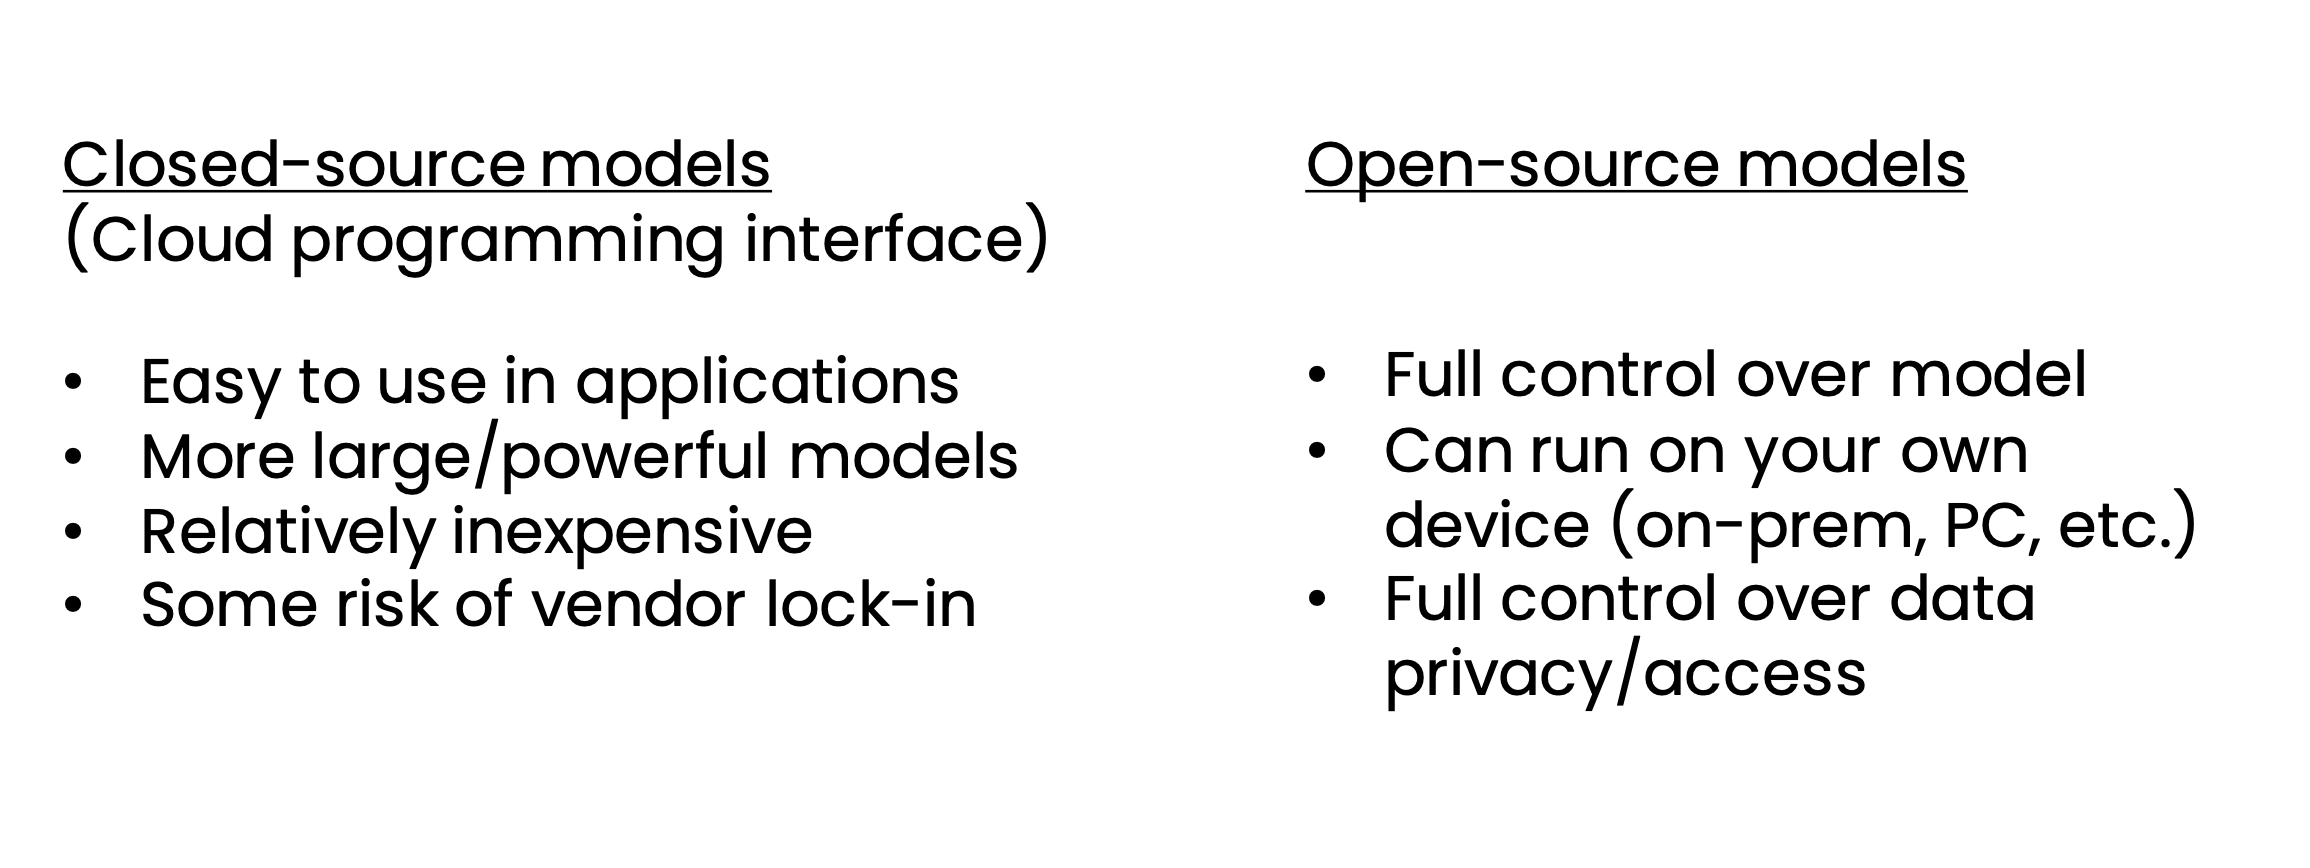 Closed-source models
(Cloud programming interface)
• Easy to use in applications
• More large/powerful models
• Relatively inexpensive
• Some risk of vendor lock-in
Open-source models
• Full control over model
• Can run on your own
device (on-prem, PC, etc.)
• Full control over data
privacy/access